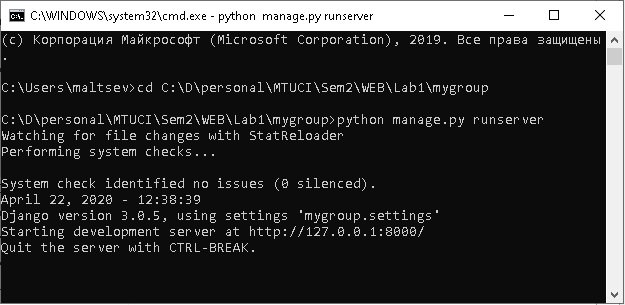 C:\WINDOWS\system32\cmd.exe - python  manage.py runserver
(c) Корпорация Майкрософт (Microsoft Corporation), 2019. Все права защищены
.
C:\Users\maltsev>cd C:\D\personal\MTUCI\Sem2\WEB\Lab1\mygroup
C:\D\personal\MTUCI\Sem2\WEB\Lab1\mygroup>python manage.py runserver
Watching for file changes with StatReloader
Performing system checks...
System check identified no issues (0 silenced).
April 22, 2020 - 12:38:39
Django version 3.0.5, using settings 'mygroup.settings'
Starting development server at http://127.0.0.1:8000/
Quit the server with CTRL-BREAK.